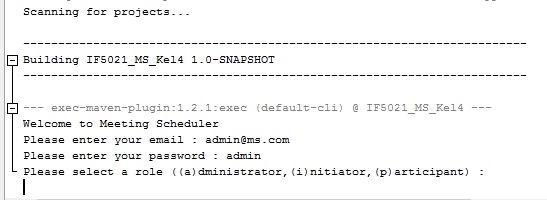 Scanning for projects...
------------------------------------------------------------------------
Building IF5021_MS_Kel4 1.0-SNAPSHOT
------------------------------------------------------------------------
--- exec-maven-plugin:1.2.1:exec (default-cli) @ IF5021_MS_Kel4 ---
Welcome to Meeting Scheduler
Please enter your email : admin@ms.com
Please enter your password : admin
Please select a role ((a)dministrator,(i)nitiator,(p)articipant) :